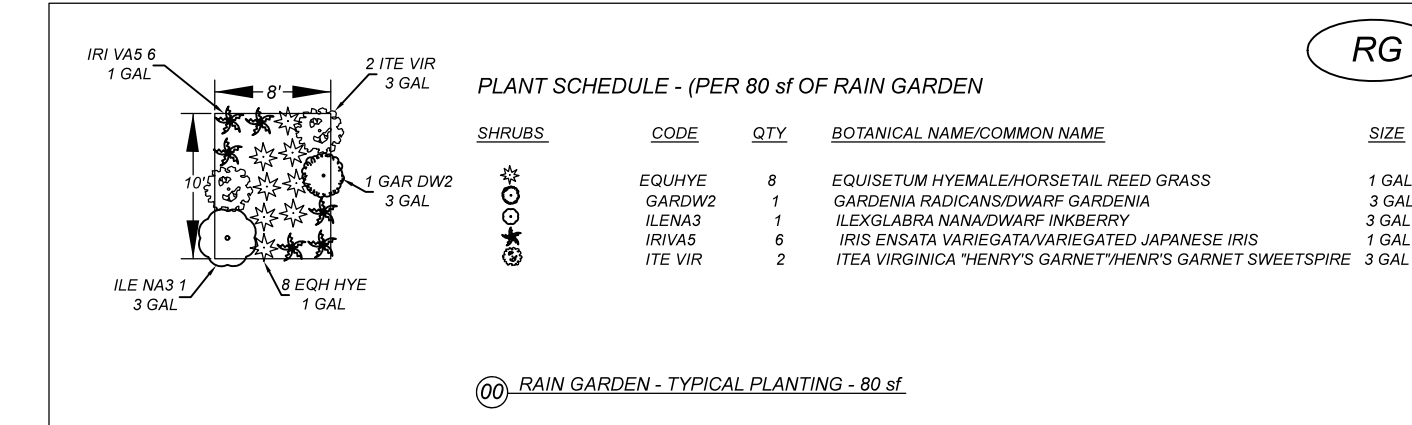 RG
IRI VA5 6
1 GAL
2 ITE VIR
3 GAL
8'
10'
1 GAR DW2
3 GAL
ILE NA3 1
3 GAL
8 EQH HYE
1 GAL
PLANT SCHEDULE - (PER 80 sf OF RAIN GARDEN
SHRUBS CODE QTY BOTANICAL NAME/COMMON NAME SIZE
EQUHYE 8 EQUISETUM HYEMALE/HORSETAIL REED GRASS 1 GAL
GARDW2 1 GARDENIA RADICANS/DWARF GARDENIA 3 GAL
ILENA3 1 ILEXGLABRA NANA/DWARF INKBERRY 3 GAL
IRIVA5 6 IRIS ENSATA VARIEGATA/VARIEGATED JAPANESE IRIS 1 GAL
ITE VIR 2 ITEA VIRGINICA "HENRY'S GARNET"/HENR'S GARNET SWEETSPIRE 3 GAL
00 RAIN GARDEN - TYPICAL PLANTING - 80 sf